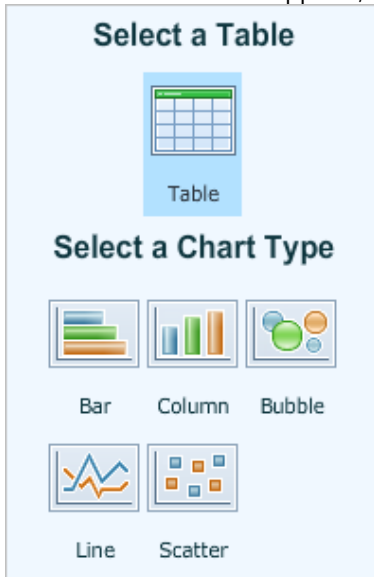 Select a Table
Table
Select a Chart Type
Bar Column Bubble
Line Scatter